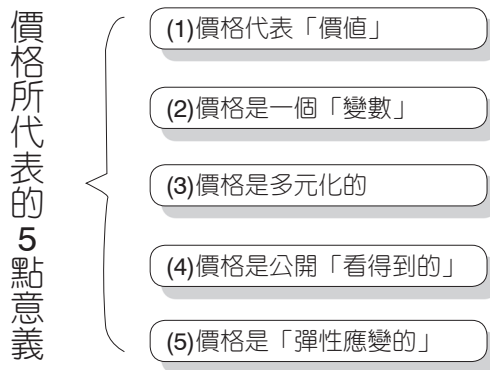 價格所代表的5點意義
(1)價格代表「價值」
(2)價格是一個「變數」
(3)價格是多元化的
(4)價格是公開「看得到的」
(5)價格是「彈性應變的」